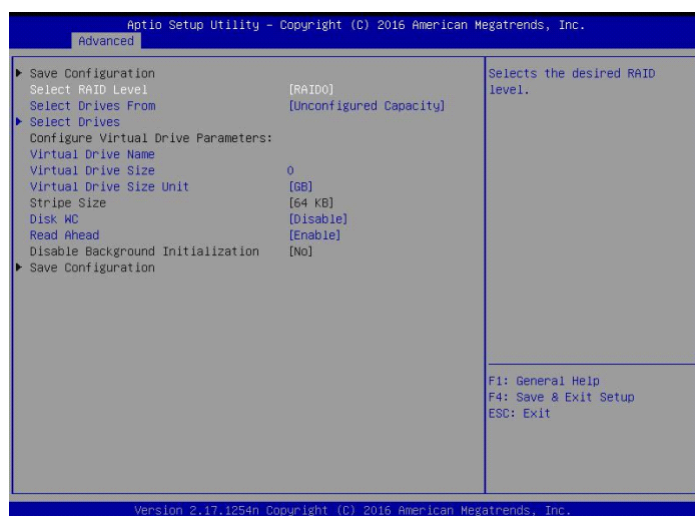 Aptio Setup Utility – Copyright (C) 2016 American Megatrends, Inc.
Advanced
Save Configuration
Select RAID Level [RAID0]
Select Drives From [Unconfigured Capacity]
Select Drives
Configure Virtual Drive Parameters:
Virtual Drive Name
Virtual Drive Size 0
Virtual Drive Size Unit [GB]
Stripe Size [64 KB]
Disk WC [Disable]
Read Ahead [Enable]
Disable Background Initialization [No]
Save Configuration
Selects the desired RAID
level.
F1: General Help
F4: Save & Exit Setup
ESC: Exit
Version 2.17.1254n Copyright (C) 2016 American Megatrends, Inc.